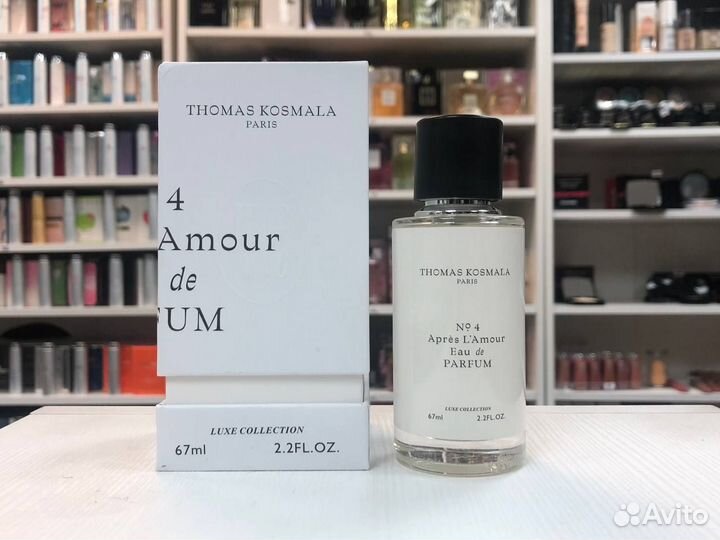 THOMAS KOSMALA
PARIS
4
Amour
de
UM
LUXE COLLECTION
67ml 2.2FL.OZ.
THOMAS KOSMALA
PARIS
Nº 4
Après L'Amour
Eau de
PARFUM
LUXE COLLECTION
67ml 2.2FL.OZ.
Avito